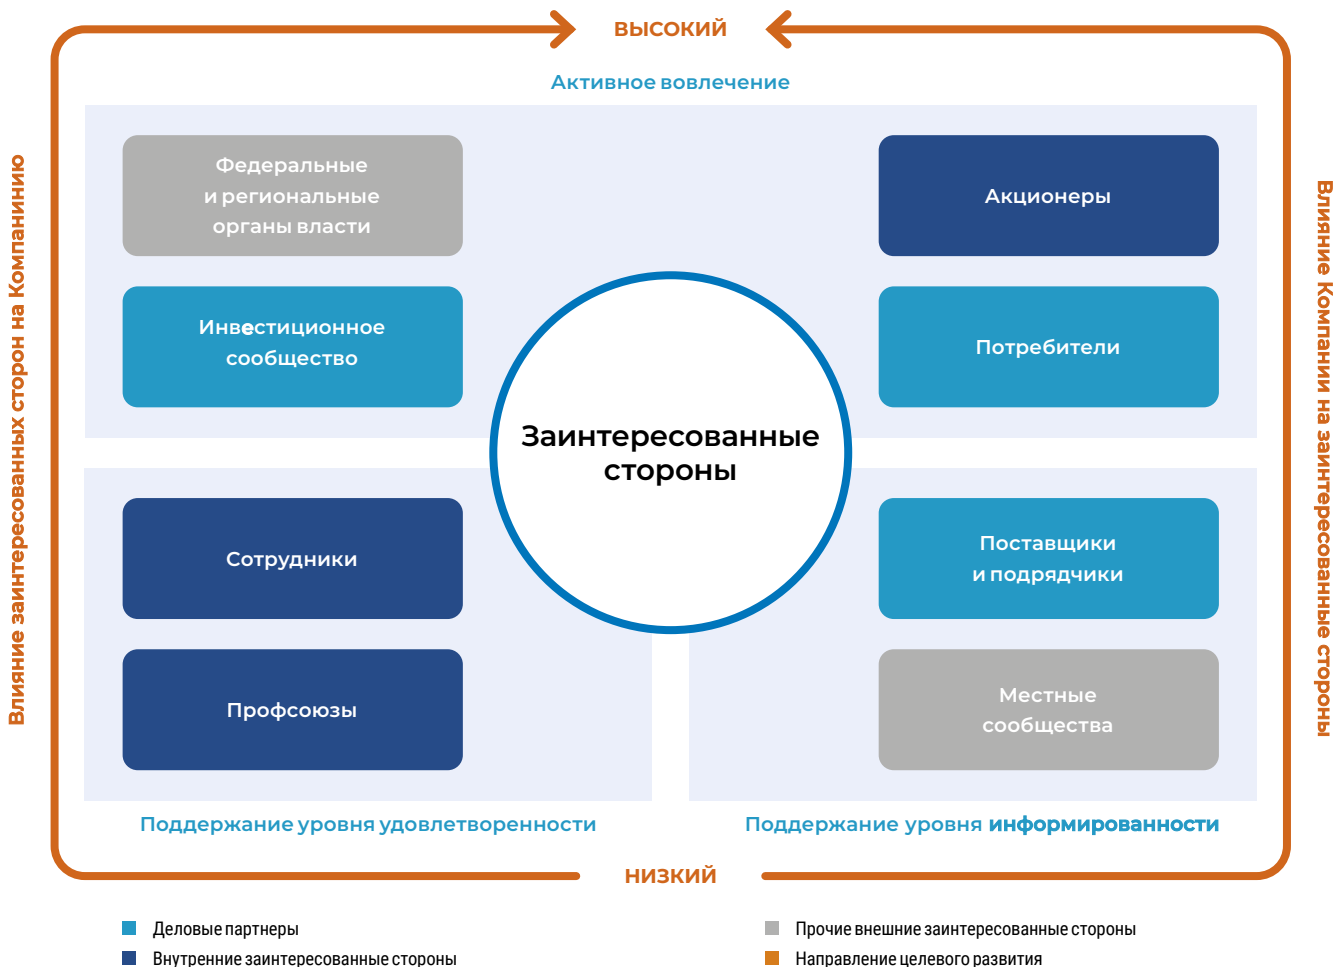 ВЫСОКИЙ
Активное вовлечение
Влияние заинтересованных сторон на Компанинию
Влияние Компании на заинтересованные стороны
Федеральные
и региональные
органы власти
Акционеры
Инвестиционное
сообщество
Потребители
Заинтересованные
стороны
Сотрудники
Поставщики
и подрядчики
Профсоюзы
Местные
сообщества
Поддержание уровня удовлетворенности
Поддержание уровня информированности
НИЗКИЙ
Деловые партнеры
Прочие внешние заинтересованные стороны
Внутренние заинтересованные стороны
Направление целевого развития